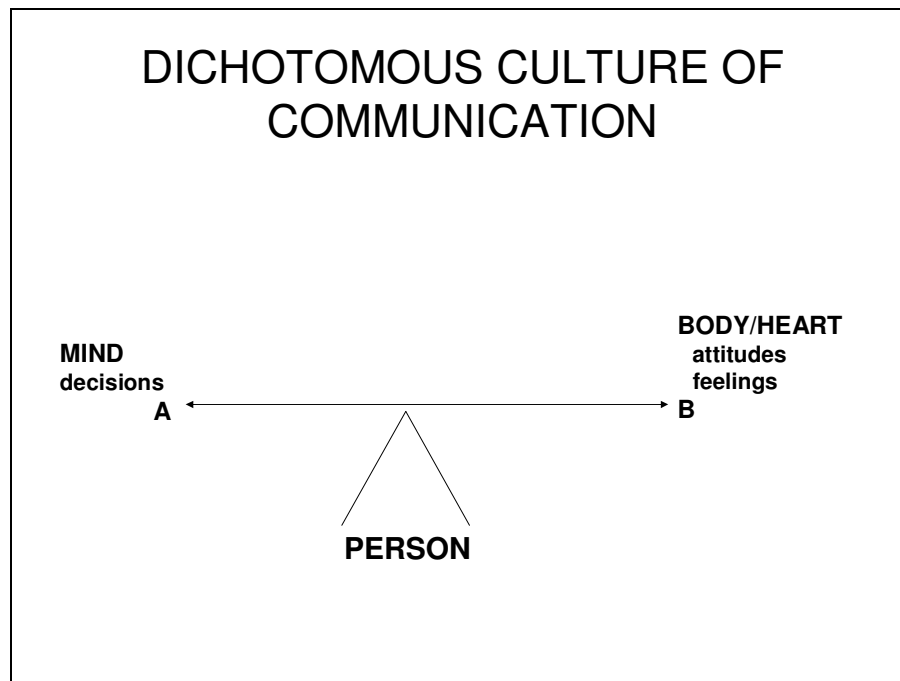 DICHOTOMOUS CULTURE OF
COMMUNICATION
MIND
decisions
A
BODY/HEART
attitudes
feelings
B
PERSON